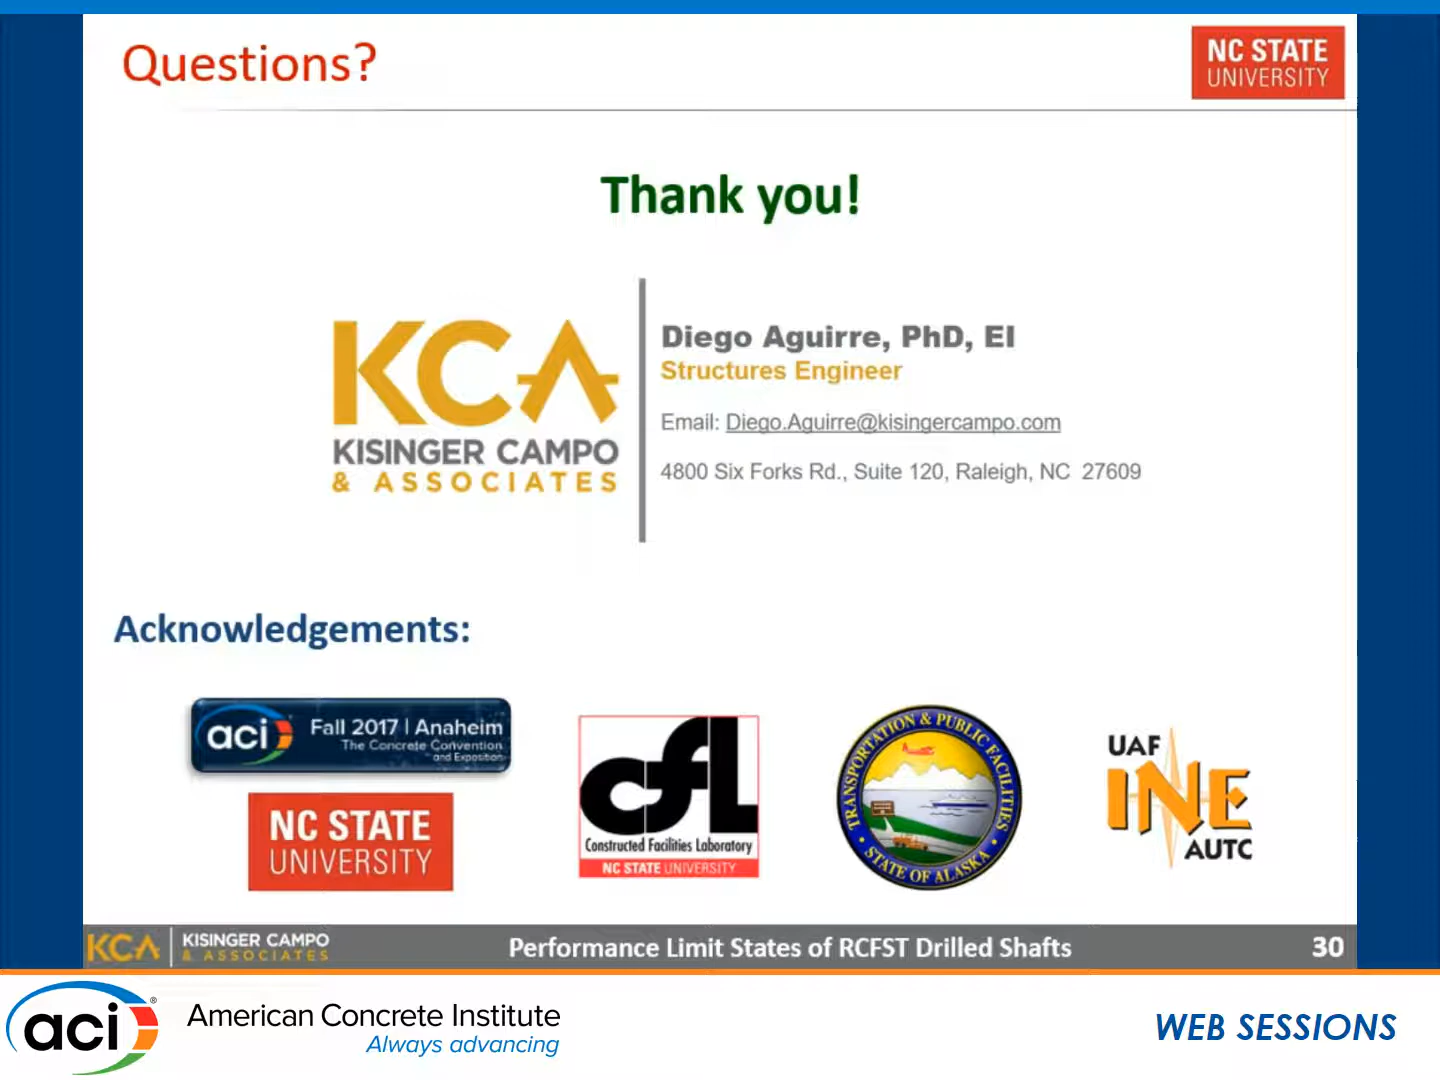 Questions?
NC STATE
UNIVERSITY
Thank you!
KCA
KISINGER CAMPO
& ASSOCIATES
Diego Aguirre, PhD, EI
Structures Engineer
Email: Diego.Aguirre@kisingercampo.com
4800 Six Forks Rd., Suite 120, Raleigh, NC 27609
Acknowledgements:
aci Fall 2017 | Anaheim
The Concrete Convention
and Exposition
NC STATE
UNIVERSITY
cfL
Constructed Facilities Laboratory
NC STATE UNIVERSITY
TRANSPORTATION & PUBLIC FACILITIES
STATE OF ALASKA
UAF
INE
AUTC
KCA
KISINGER CAMPO
& ASSOCIATES
Performance Limit States of RCFST Drilled Shafts
30
aci®
American Concrete Institute
Always advancing
WEB SESSIONS